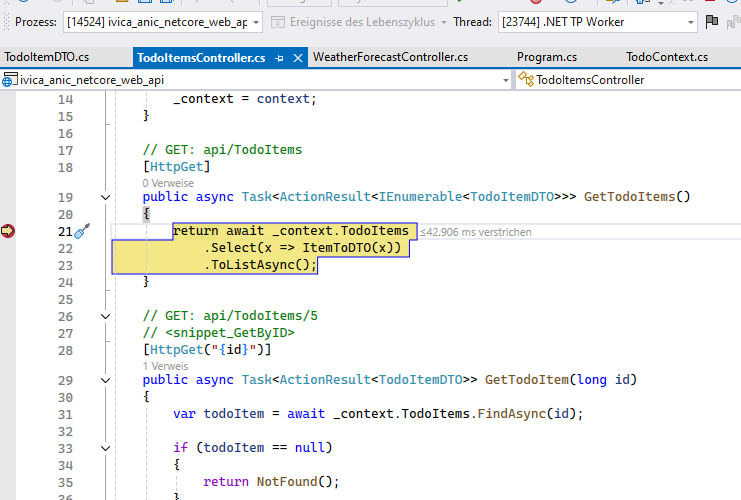 Prozess: [14524] ivica_anic_netcore_web_ap Ereignisse des Lebenszyklus Thread: [23744] .NET TP Worker
TodoItemDTO.cs TodoItemsController.cs WeatherForecastController.cs Program.cs TodoContext.cs
ivica_anic_netcore_web_api TodoItemsController
14 _context = context;
15 }
16
17 // GET: api/TodoItems
18 [HttpGet]
0 Verweise
19 public async Task<ActionResult<IEnumerable<TodoItemDTO>>> GetTodoItems()
20 {
21 return await _context.TodoItems ≤42.906 ms verstrichen
22 .Select(x => ItemToDTO(x))
23 .ToListAsync();
24 }
25
26 // GET: api/TodoItems/5
27 // <snippet_GetByID>
28 [HttpGet("{id}")]
1 Verweis
29 public async Task<ActionResult<TodoItemDTO>> GetTodoItem(long id)
30 {
31 var todoItem = await _context.TodoItems.FindAsync(id);
32
33 if (todoItem == null)
34 {
35 return NotFound();
36 }